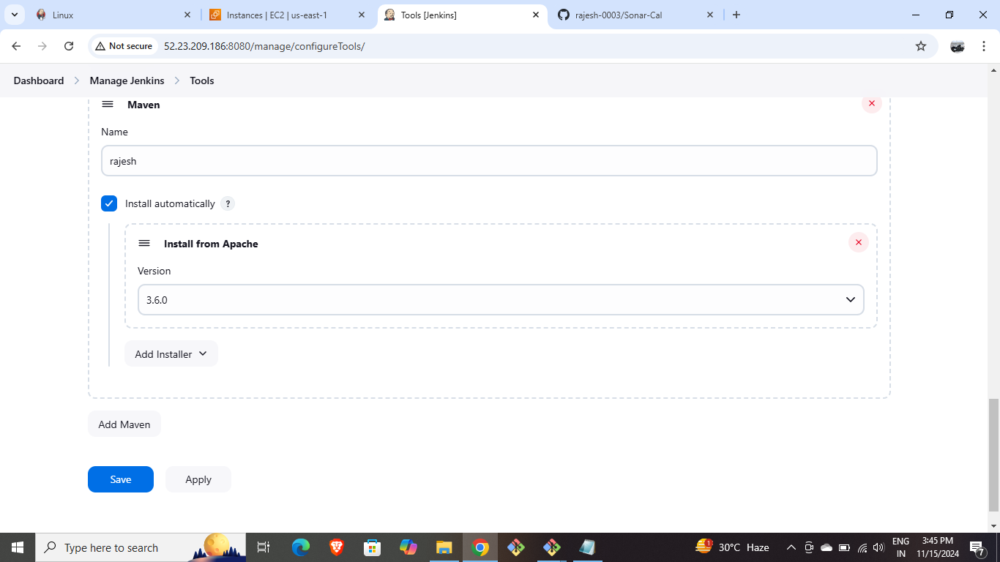 Linux
Instances | EC2 | us-east-1
Tools [Jenkins]
rajesh-0003/Sonar-Cal
Not secure
52.23.209.186:8080/manage/configureTools/
Dashboard
Manage Jenkins
Tools
Maven
Name
rajesh
Install automatically
?
Install from Apache
Version
3.6.0
Add Installer
Add Maven
Save
Apply
Type here to search
1
30°C Haze
ENG
IN
3:45 PM
11/15/2024
7